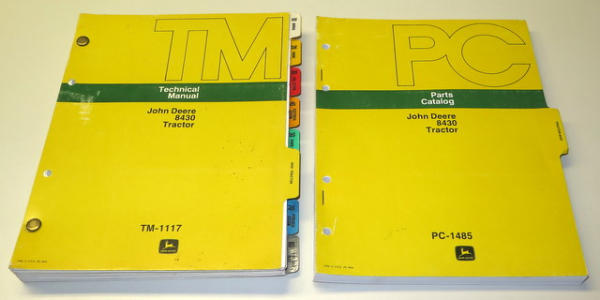 TM
Technical
Manual
John Deere
8430
Tractor
TM-1117
PC
Parts
Catalog
John Deere
8430
Tractor
PC-1485